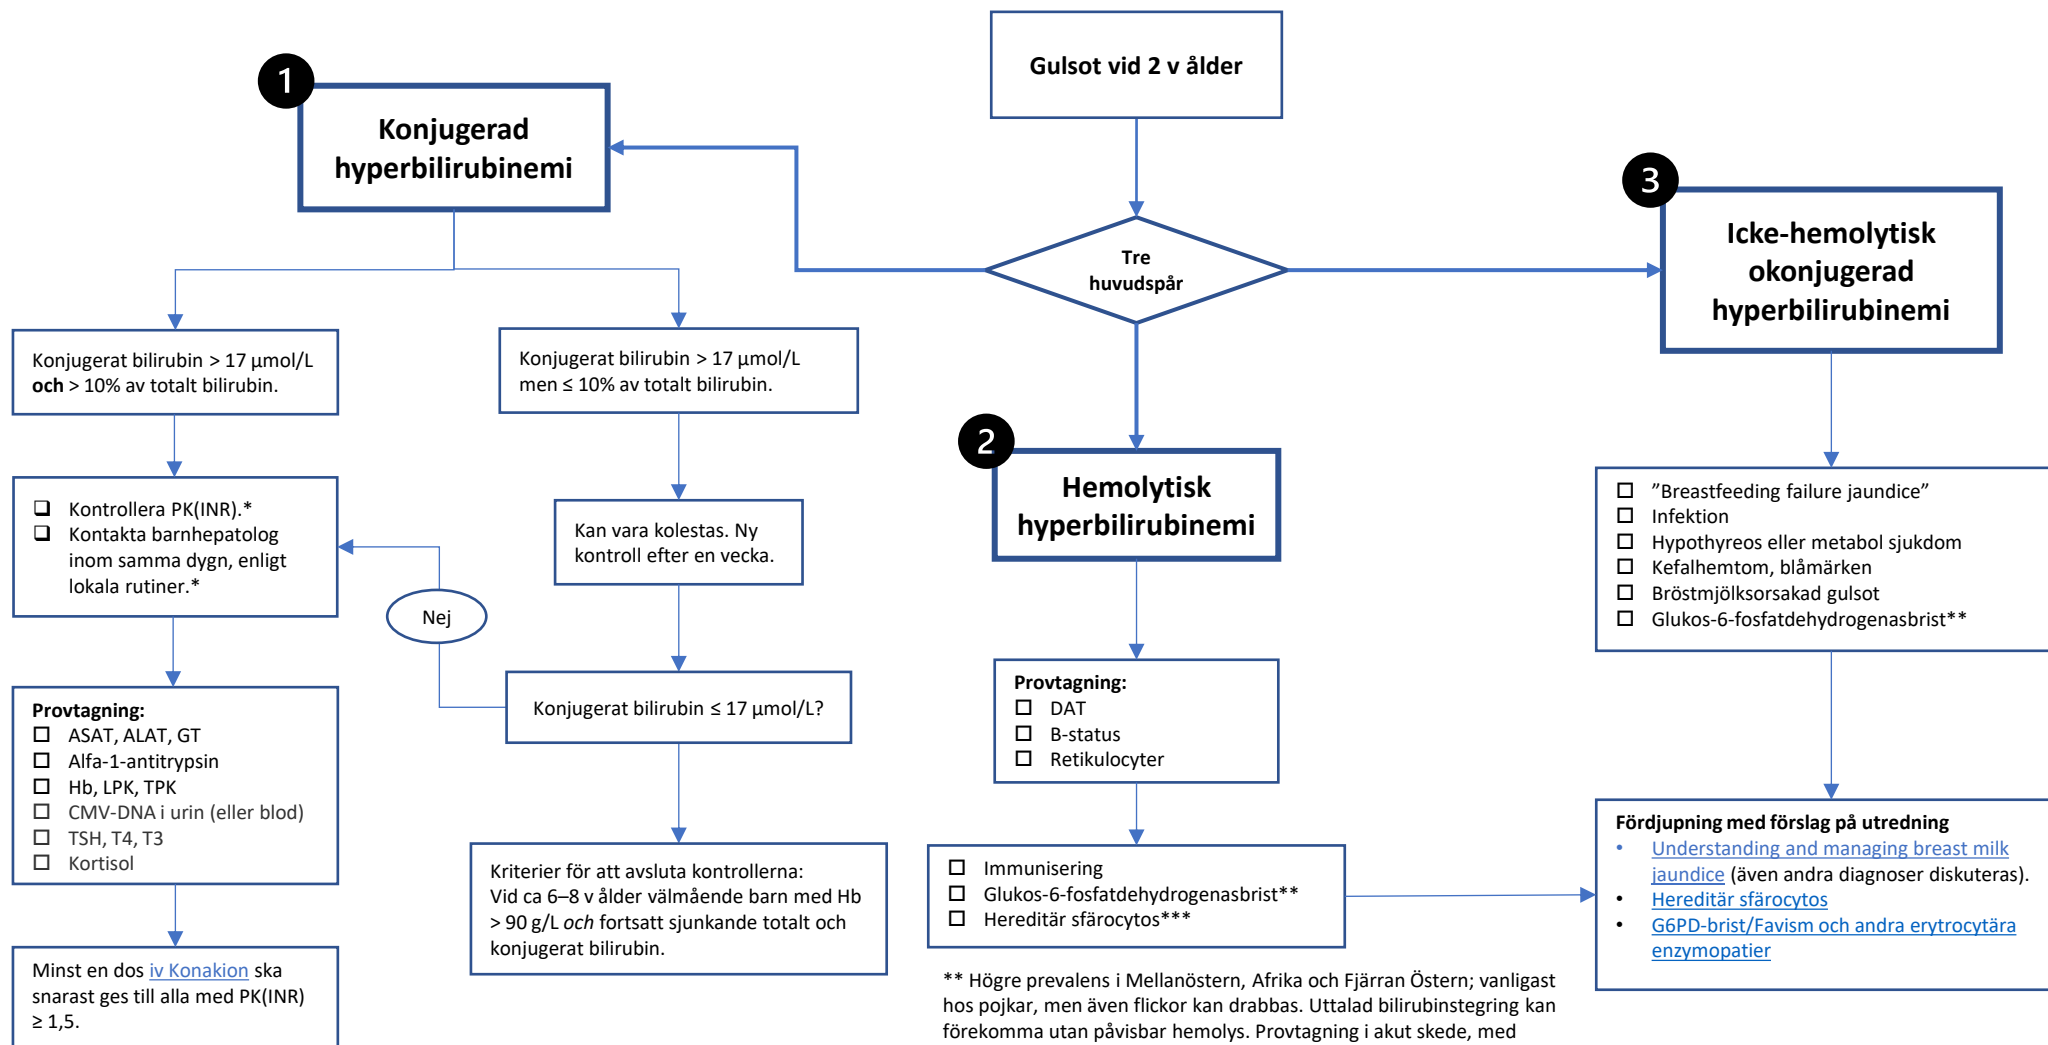 Gulsot vid 2 v ålder
Tre
huvudspår
1
Konjugerad
hyperbilirubinemi
Konjugerat bilirubin > 17 µmol/L
och > 10% av totalt bilirubin.
❑ Kontrollera PK(INR).*
❑ Kontakta barnhepatolog
inom samma dygn, enligt
lokala rutiner.*
Provtagning:
☐ ASAT, ALAT, GT
☐ Alfa-1-antitrypsin
☐ Hb, LPK, TPK
☐ CMV-DNA i urin (eller blod)
☐ TSH, T4, T3
☐ Kortisol
Minst en dos iv Konakion ska
snarast ges till alla med PK(INR)
≥ 1,5.
Konjugerat bilirubin > 17 µmol/L
men ≤ 10% av totalt bilirubin.
Kan vara kolestas. Ny
kontroll efter en vecka.
Nej
Konjugerat bilirubin ≤ 17 µmol/L?
Kriterier för att avsluta kontrollerna:
Vid ca 6–8 v ålder välmående barn med Hb
> 90 g/L och fortsatt sjunkande totalt och
konjugerat bilirubin.
2
Hemolytisk
hyperbilirubinemi
Provtagning:
☐ DAT
☐ B-status
☐ Retikulocyter
☐ Immunisering
☐ Glukos-6-fosfatdehydrogenasbrist**
☐ Hereditär sfärocytos***
** Högre prevalens i Mellanöstern, Afrika och Fjärran Östern; vanligast
hos pojkar, men även flickor kan drabbas. Uttalad bilirubinstegring kan
förekomma utan påvisbar hemolys. Provtagning i akut skede, med
3
Icke-hemolytisk
okonjugerad
hyperbilirubinemi
☐ ”Breastfeeding failure jaundice”
☐ Infektion
☐ Hypothyreos eller metabol sjukdom
☐ Kefalhemtom, blåmärken
☐ Bröstmjölksorsakad gulsot
☐ Glukos-6-fosfatdehydrogenasbrist**
Fördjupning med förslag på utredning
• Understanding and managing breast milk
jaundice (även andra diagnoser diskuteras).
• Hereditär sfärocytos
• G6PD-brist/Favism och andra erytrocytära
enzymopatier